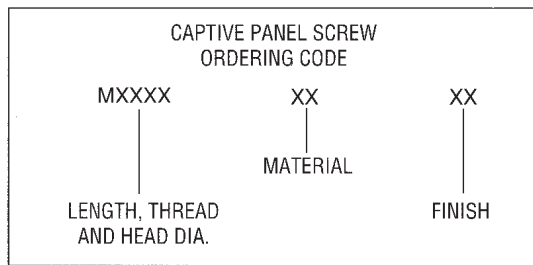 CAPTIVE PANEL SCREW
ORDERING CODE
MXXXX XX XX
MATERIAL
LENGTH, THREAD FINISH
AND HEAD DIA.